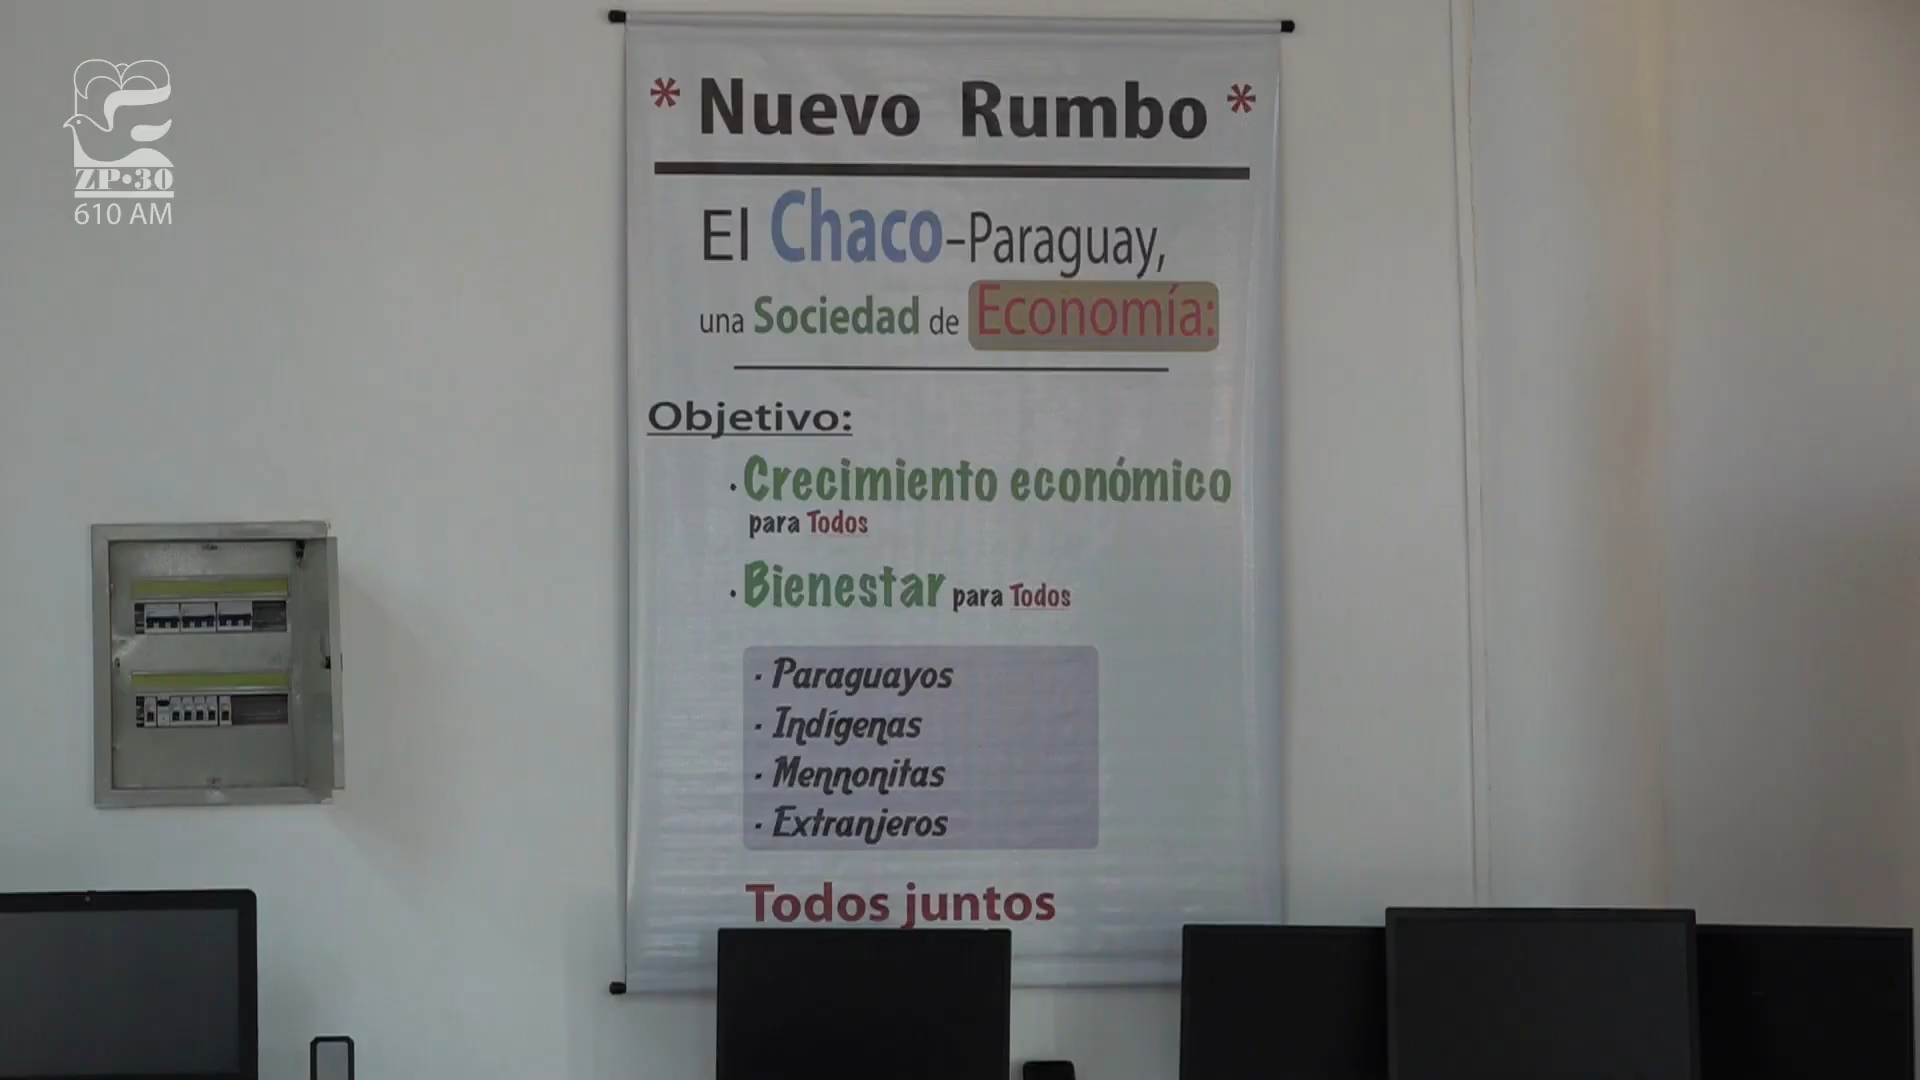 ZP•30
610 AM
* Nuevo Rumbo *
El Chaco-Paraguay,
una Sociedad de Economía:
Objetivo:
· Crecimiento económico
para Todos
· Bienestar para Todos
· Paraguayos
· Indígenas
· Mennonitas
· Extranjeros
Todos juntos